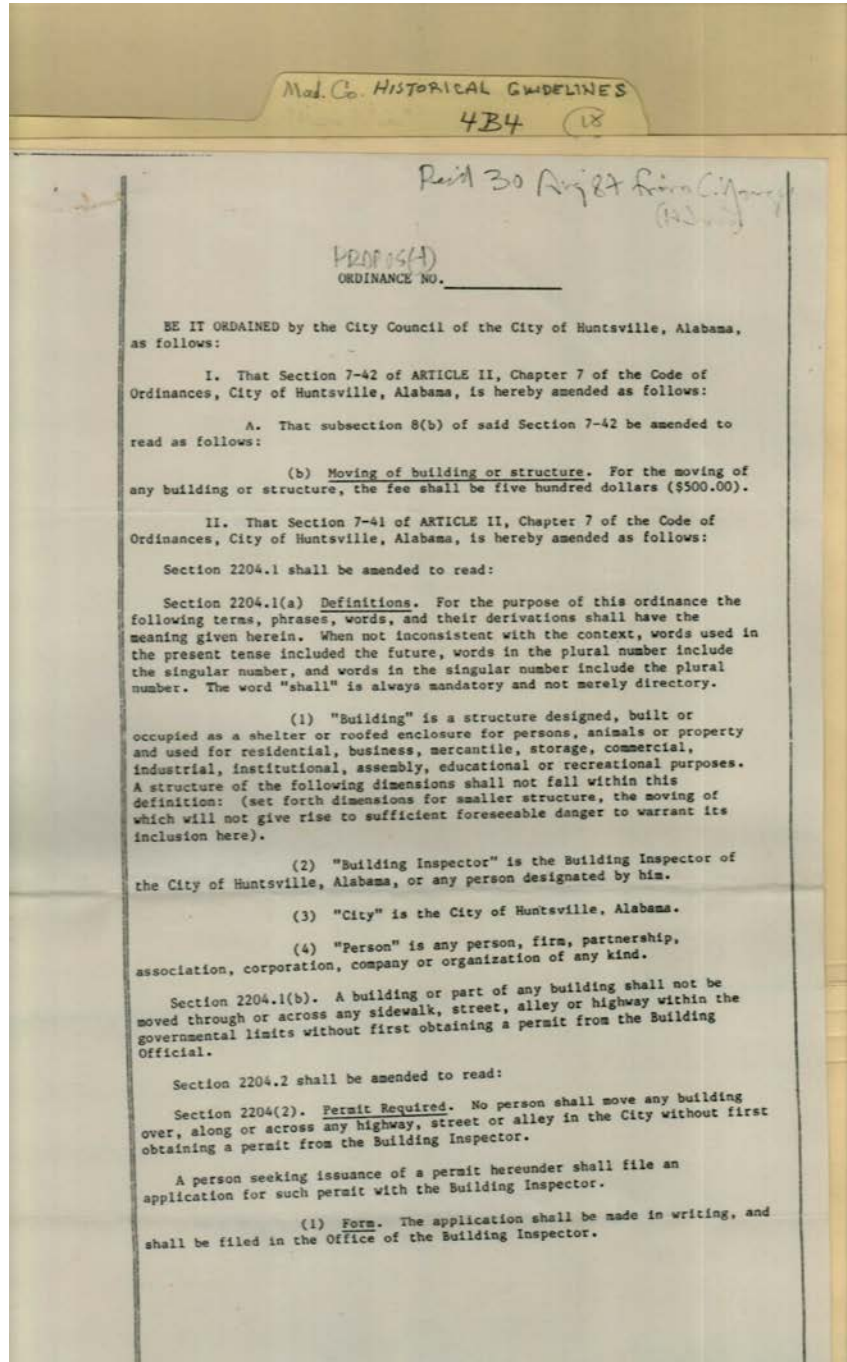 Mad. Co. HISTORICAL GUIDELINES
4B4 18
Rec'd 30 Aug 87 from
PROPOS(4)
ORDINANCE NO.
BE IT ORDAINED by the City Council of the City of Huntsville, Alabama,
as follows:
I. That Section 7-42 of ARTICLE II, Chapter 7 of the Code of
Ordinances, City of Huntsville, Alabama, is hereby amended as follows:
A. That subsection 8(b) of said Section 7-42 be amended to
read as follows:
(b) Moving of building or structure. For the moving of
any building or structure, the fee shall be five hundred dollars ($500.00).
II. That Section 7-41 of ARTICLE II, Chapter 7 of the Code of
Ordinances, City of Huntsville, Alabama, is hereby amended as follows:
Section 2204.1 shall be amended to read:
Section 2204.1(a) Definitions. For the purpose of this ordinance the
following terms, phrases, words, and their derivations shall have the
meaning given herein. When not inconsistent with the context, words used in
the present tense included the future, words in the plural number include
the singular number, and words in the singular number include the plural
number. The word "shall" is always mandatory and not merely directory.
(1) "Building" is a structure designed, built or
occupied as a shelter or roofed enclosure for persons, animals or property
and used for residential, business, mercantile, storage, commercial,
industrial, institutional, assembly, educational or recreational purposes.
A structure of the following dimensions shall not fall within this
definition: (set forth dimensions for smaller structure, the moving of
which will not give rise to sufficient foreseeable danger to warrant its
inclusion here).
(2) "Building Inspector" is the Building Inspector of
the City of Huntsville, Alabama, or any person designated by him.
(3) "City" is the City of Huntsville, Alabama.
(4) "Person" is any person, firm, partnership,
association, corporation, company or organization of any kind.
Section 2204.1(b). A building or part of any building shall not be
moved through or across any sidewalk, street, alley or highway within the
governmental limits without first obtaining a permit from the Building
Official.
Section 2204.2 shall be amended to read:
Section 2204(2). Permit Required. No person shall move any building
over, along or across any highway, street or alley in the City without first
obtaining a permit from the Building Inspector.
A person seeking issuance of a permit hereunder shall file an
application for such permit with the Building Inspector.
(1) Form. The application shall be made in writing, and
shall be filed in the Office of the Building Inspector.